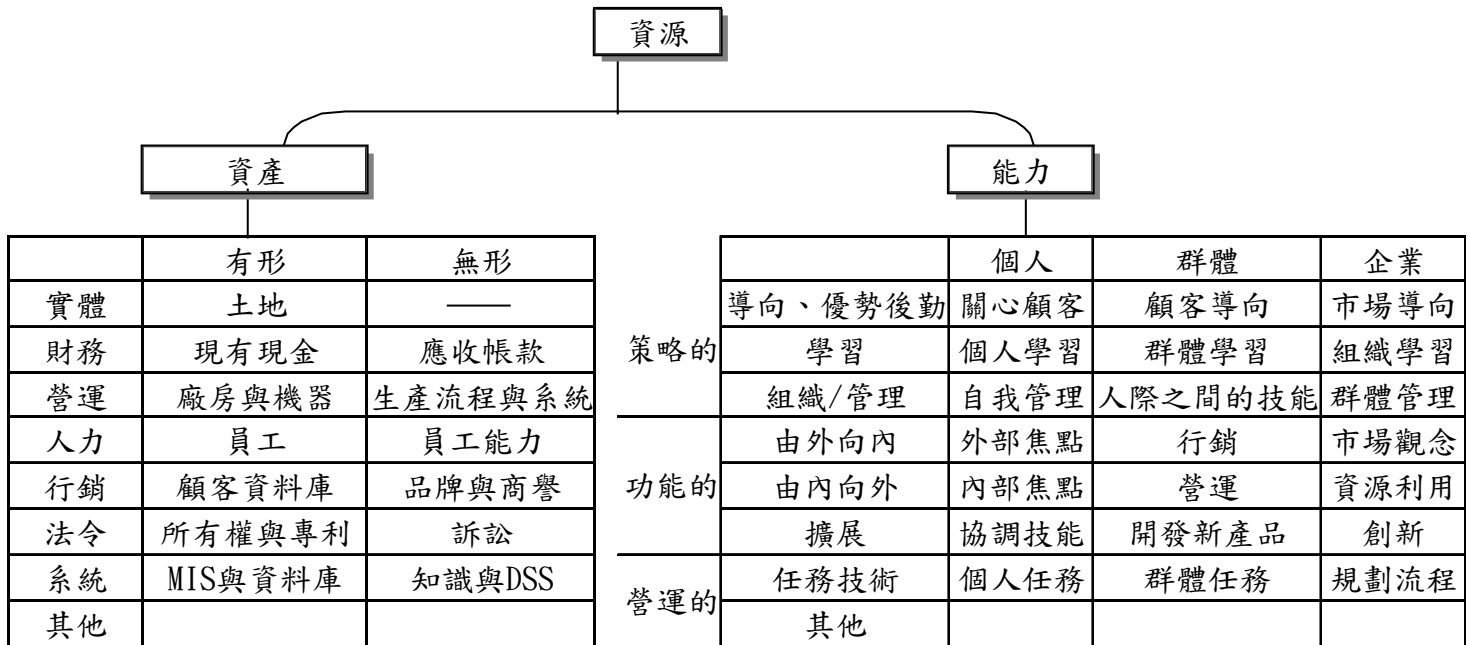 資源
資產
能力
有形 無形
實體 土地 ——
財務 現有現金 應收帳款
營運 廠房與機器 生產流程與系統
人力 員工 員工能力
行銷 顧客資料庫 品牌與商譽
法令 所有權與專利 訴訟
系統 MIS與資料庫 知識與DSS
其他
個人 群體 企業
策略的
導向、優勢後勤 關心顧客 顧客導向 市場導向
學習 個人學習 群體學習 組織學習
組織/管理 自我管理 人際之間的技能 群體管理
功能的
由外向內 外部焦點 行銷 市場觀念
由內向外 內部焦點 營運 資源利用
擴展 協調技能 開發新產品 創新
營運的
任務技術 個人任務 群體任務 規劃流程
其他